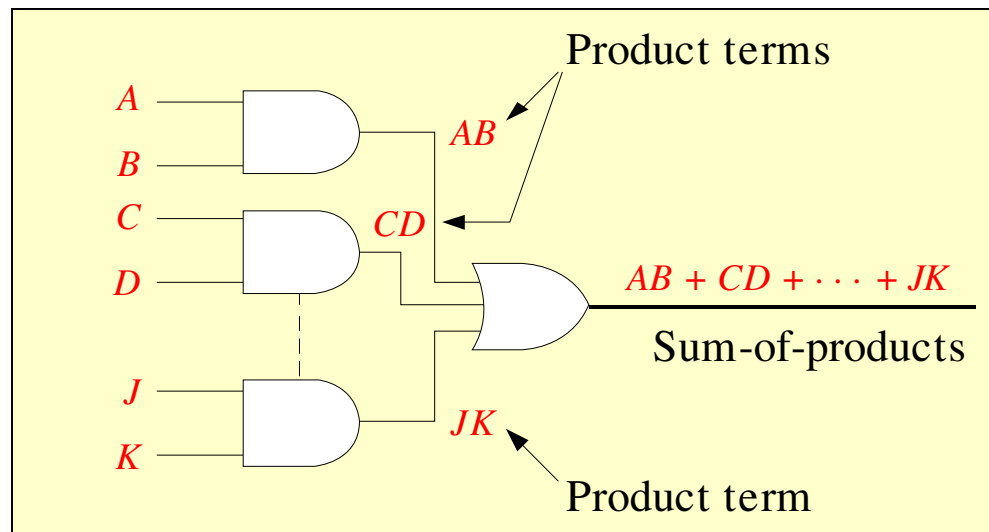 Product terms
A
AB
B
C
CD
D
AB + CD + · · · + JK
Sum-of-products
J
JK
K
Product term